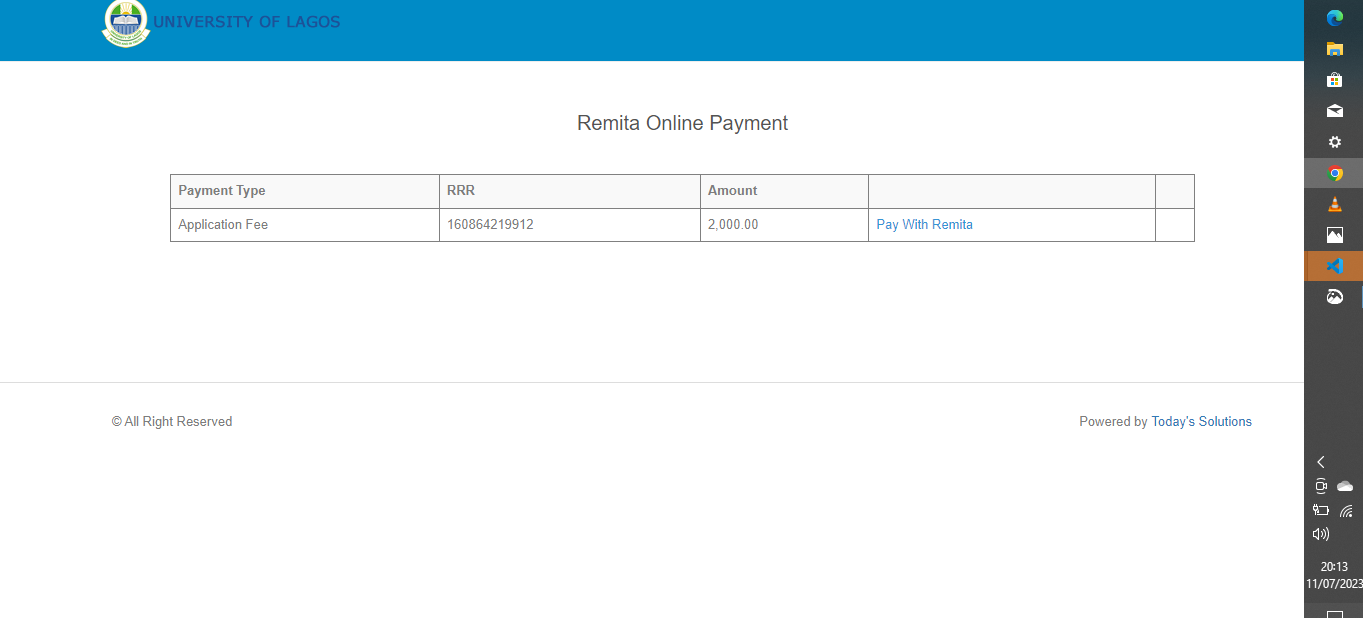 UNIVERSITY OF LAGOS
Remita Online Payment
Payment Type RRR Amount
Application Fee 160864219912 2,000.00 Pay With Remita
© All Right Reserved Powered by Today's Solutions
20:13
11/07/2023